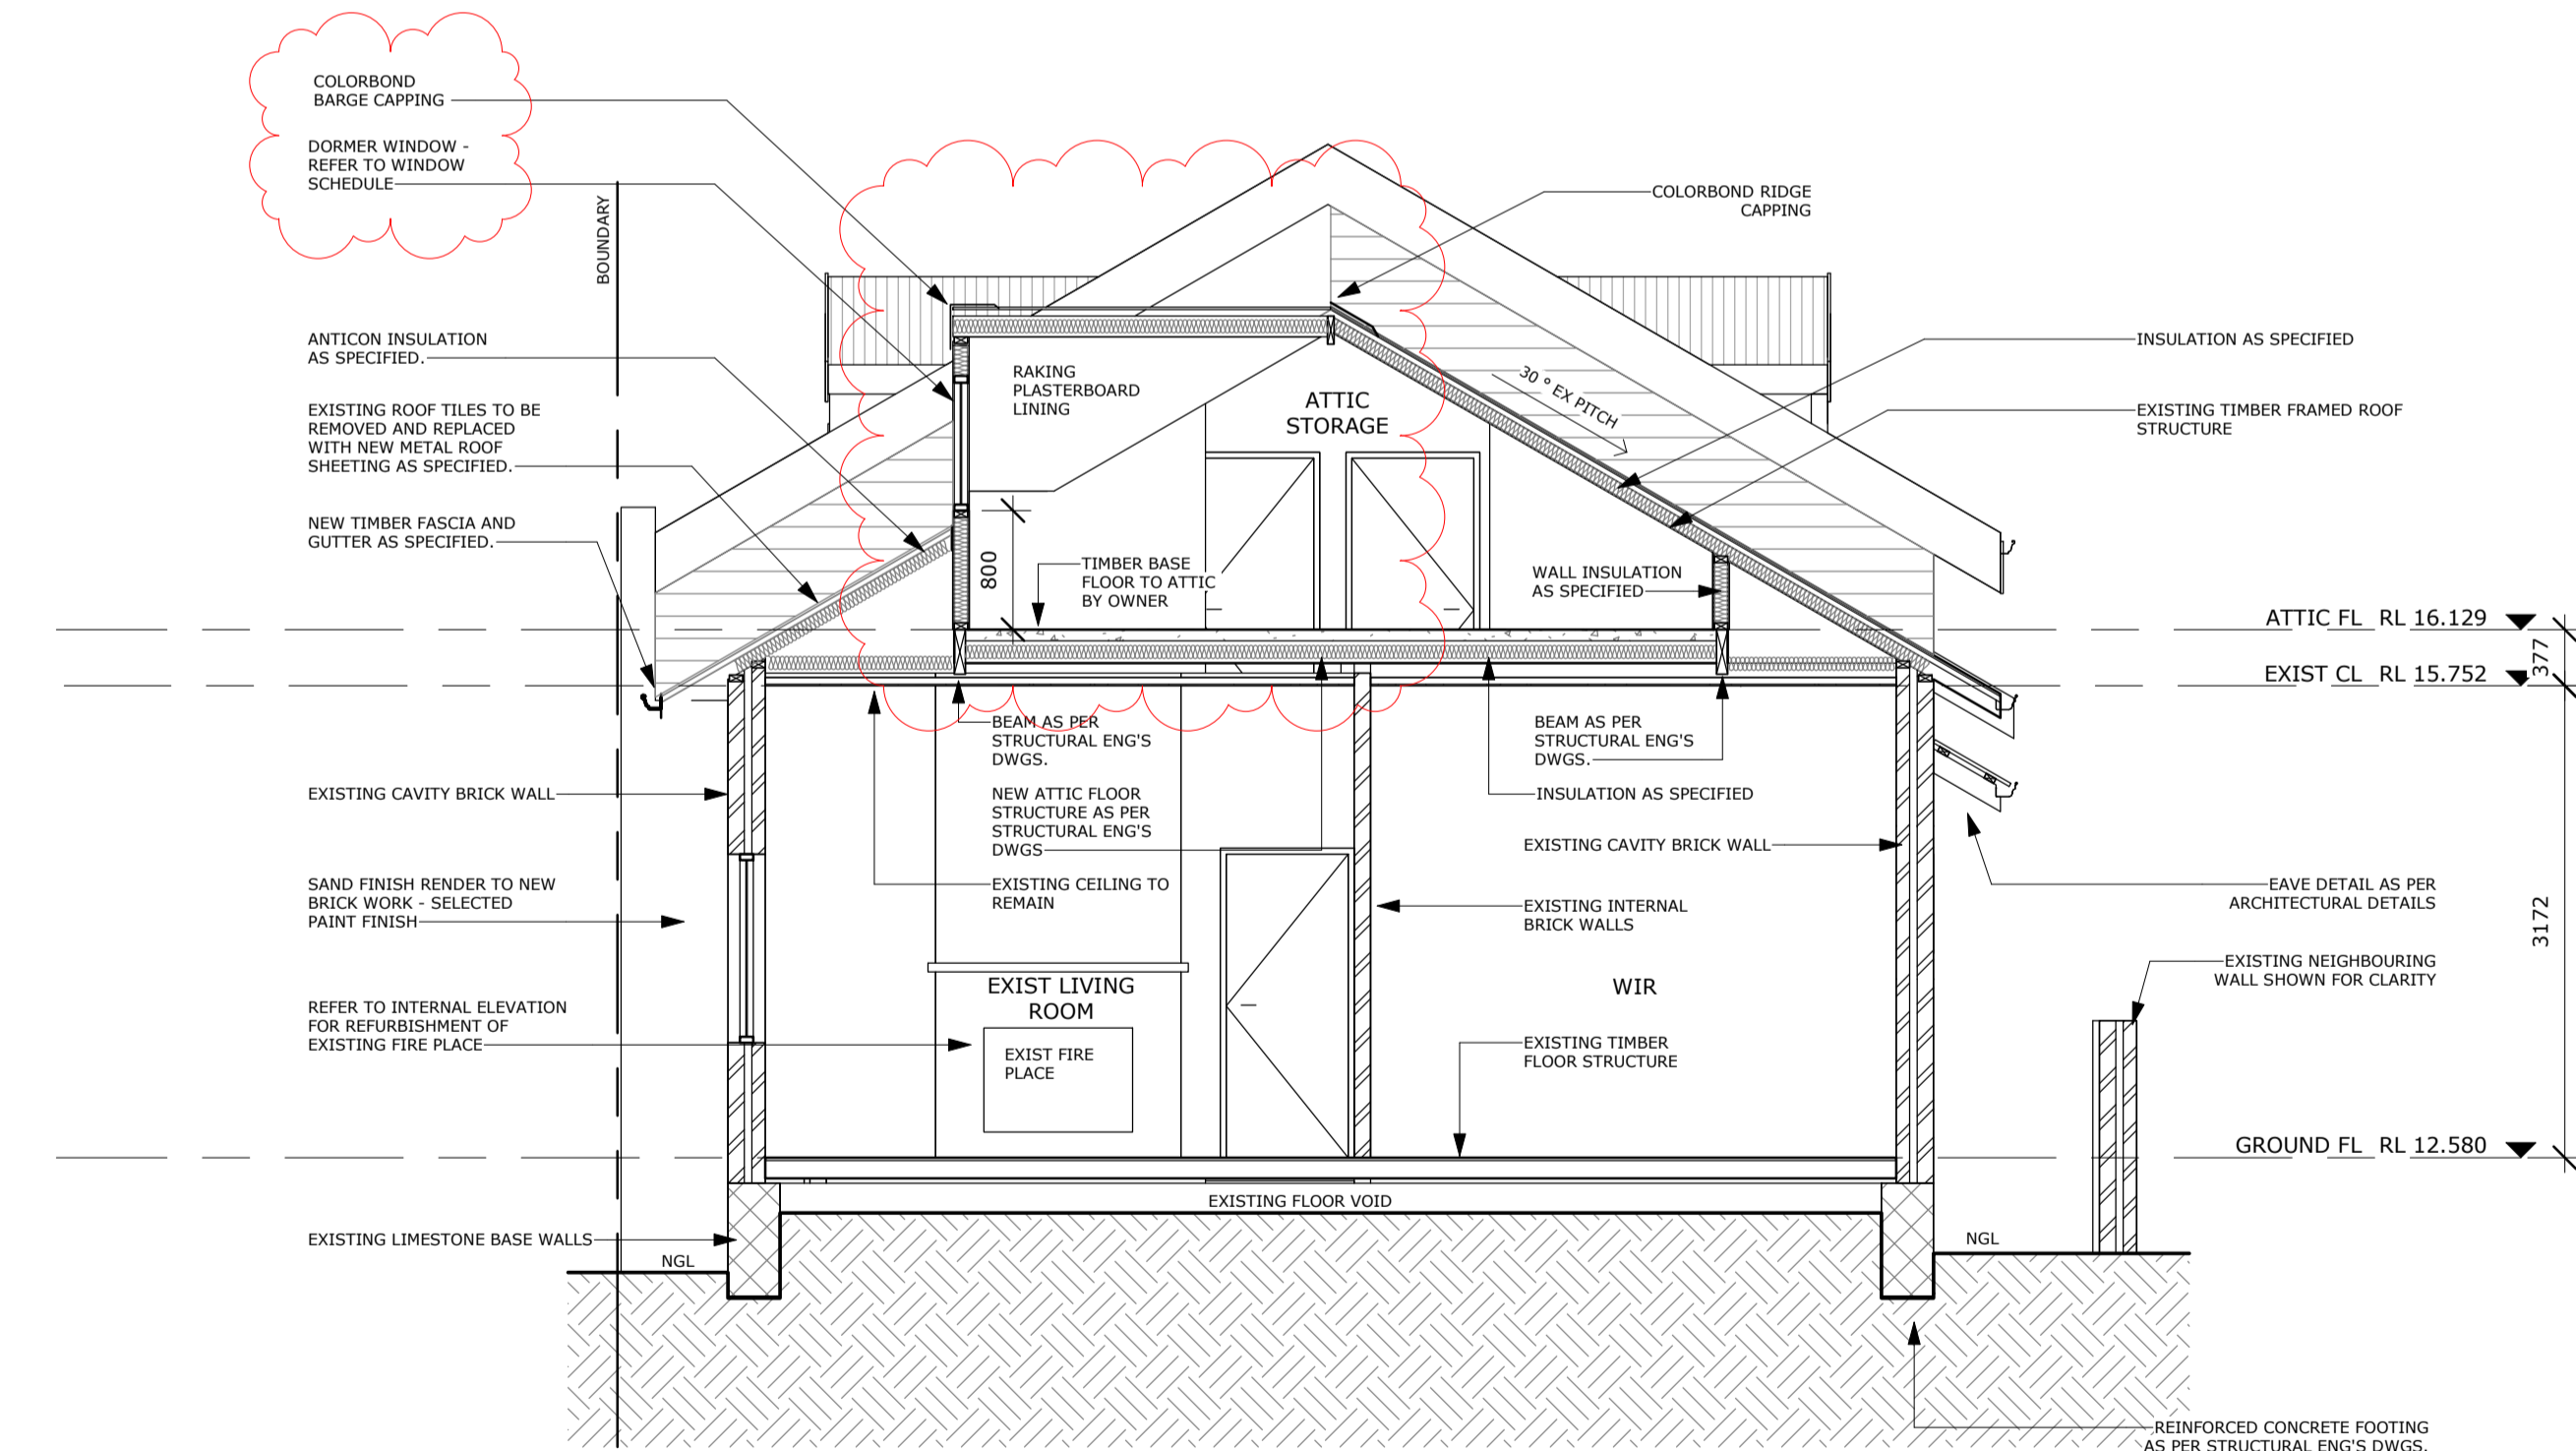 COLORBOND
BARGE CAPPING
DORMER WINDOW -
REFER TO WINDOW
SCHEDULE
BOUNDARY
COLORBOND RIDGE
CAPPING
ANTICON INSULATION
AS SPECIFIED.
EXISTING ROOF TILES TO BE
REMOVED AND REPLACED
WITH NEW METAL ROOF
SHEETING AS SPECIFIED.
NEW TIMBER FASCIA AND
GUTTER AS SPECIFIED.
RAKING
PLASTERBOARD
LINING
ATTIC
STORAGE
30 ° EX PITCH
INSULATION AS SPECIFIED
EXISTING TIMBER FRAMED ROOF
STRUCTURE
800
TIMBER BASE
FLOOR TO ATTIC
BY OWNER
WALL INSULATION
AS SPECIFIED
ATTIC FL RL 16.129
377
EXIST CL RL 15.752
BEAM AS PER
STRUCTURAL ENG'S
DWGS.
BEAM AS PER
STRUCTURAL ENG'S
DWGS.
EXISTING CAVITY BRICK WALL
NEW ATTIC FLOOR
STRUCTURE AS PER
STRUCTURAL ENG'S
DWGS
INSULATION AS SPECIFIED
EXISTING CAVITY BRICK WALL
SAND FINISH RENDER TO NEW
BRICK WORK - SELECTED
PAINT FINISH
EXISTING CEILING TO
REMAIN
EXISTING INTERNAL
BRICK WALLS
EAVE DETAIL AS PER
ARCHITECTURAL DETAILS
3172
EXISTING NEIGHBOURING
WALL SHOWN FOR CLARITY
EXIST LIVING
ROOM
WIR
REFER TO INTERNAL ELEVATION
FOR REFURBISHMENT OF
EXISTING FIRE PLACE
EXIST FIRE
PLACE
EXISTING TIMBER
FLOOR STRUCTURE
GROUND FL RL 12.580
EXISTING FLOOR VOID
EXISTING LIMESTONE BASE WALLS
NGL
NGL
REINFORCED CONCRETE FOOTING
AS PER STRUCTURAL ENG'S DWGS.